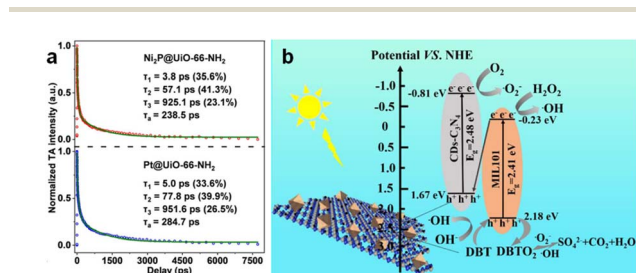 a
Normalized TA intensity (a.u.)
1.0
0.5
0.0
Ni2P@UiO-66-NH2
τ1 = 3.8 ps (35.6%)
τ2 = 57.1 ps (41.3%)
τ3 = 925.1 ps (23.1%)
τa = 238.5 ps
1.0
0.5
0.0
Pt@UiO-66-NH2
τ1 = 5.0 ps (33.6%)
τ2 = 77.8 ps (39.9%)
τ3 = 951.6 ps (26.5%)
τa = 284.7 ps
0 2500 5000 7500
Delay (ps)
b
Potential VS. NHE
-1.0
-0.5
0.0
0.5
1.0
1.5
2.0
2.5
3.0
-0.81 eV
e- e- e-
O2
·O2-
H2O2
·OH
e- e- e-
-0.23 eV
CDs-C3N4
Eg=2.48 eV
MIL101
Eg=2.41 eV
1.67 eV
h+ h+ h+
h+ h+ h+
2.18 eV
·OH
OH-
DBT
DBTO2
·O2-
·OH
SO42-+CO2+H2O